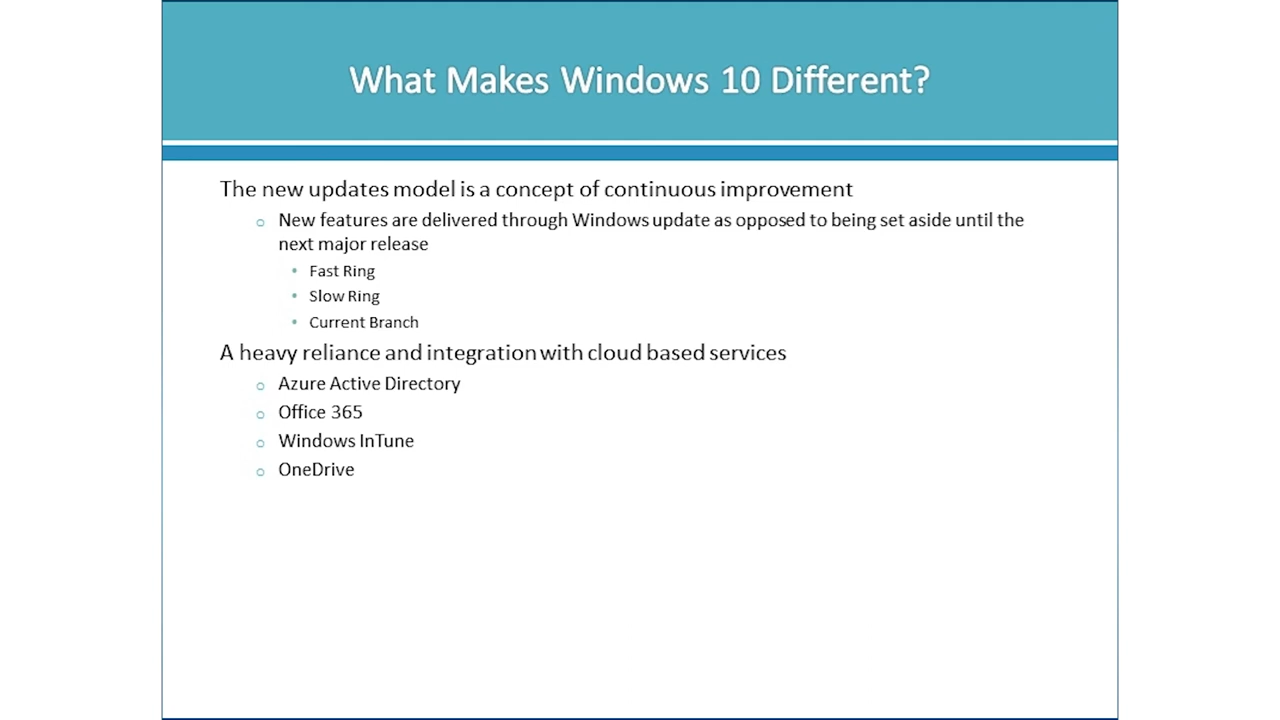 What Makes Windows 10 Different?
The new updates model is a concept of continuous improvement
New features are delivered through Windows update as opposed to being set aside until the
next major release
Fast Ring
Slow Ring
Current Branch
A heavy reliance and integration with cloud based services
Azure Active Directory
Office 365
Windows InTune
OneDrive